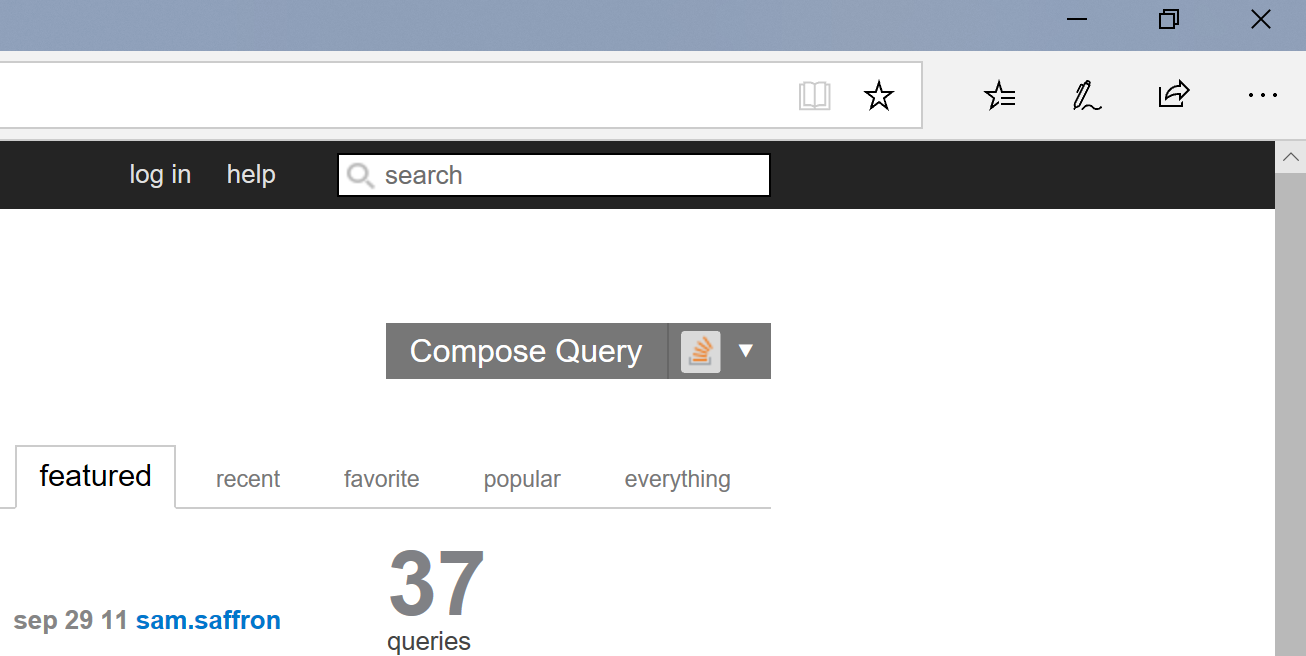 log in help search
Compose Query ▼
featured recent favorite popular everything
37
sep 29 11 sam.saffron
queries